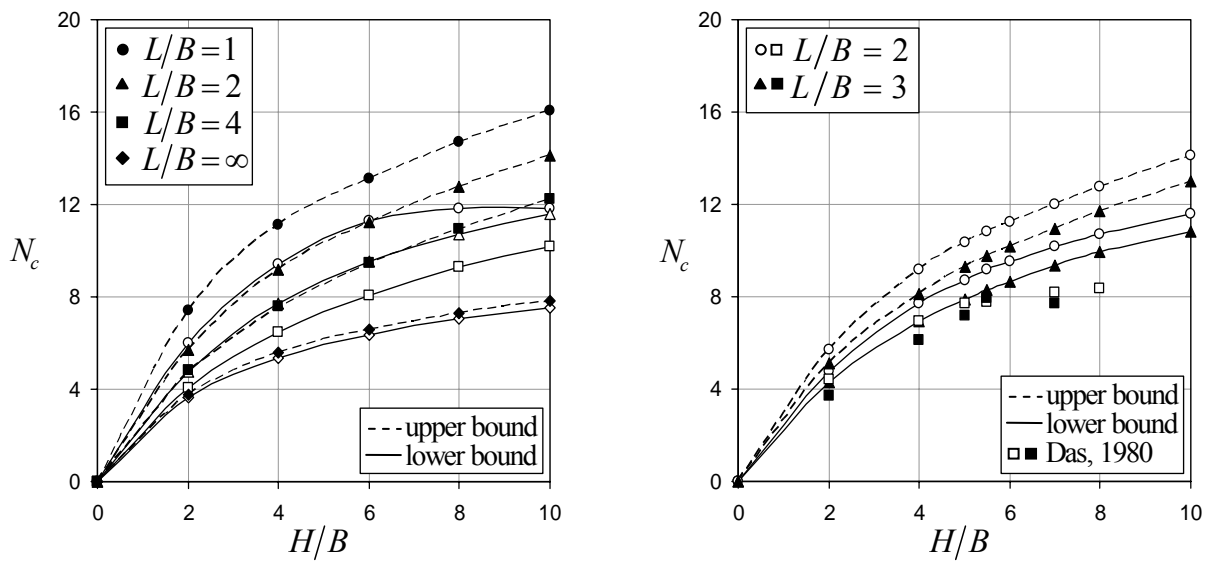 20
16
12
8
4
0
N_c
L/B=1
L/B=2
L/B=4
L/B=∞
upper bound
lower bound
0 2 4 6 8 10
H/B
20
16
12
8
4
0
N_c
L/B = 2
L/B = 3
upper bound
lower bound
Das, 1980
0 2 4 6 8 10
H/B